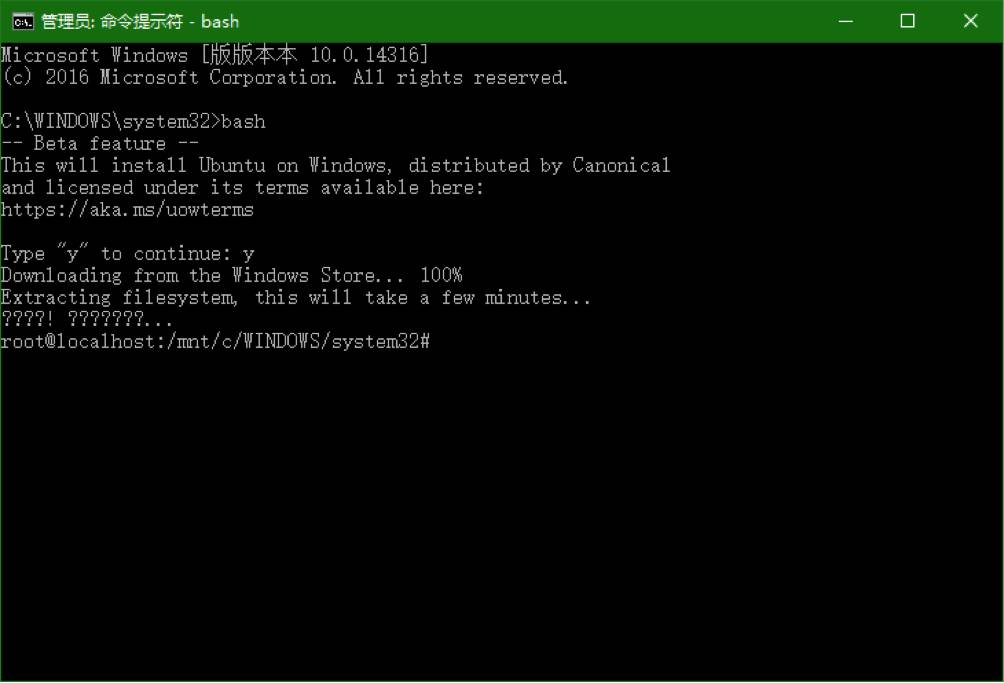 管理员: 命令提示符 - bash
Microsoft Windows [版版本本 10.0.14316]
(c) 2016 Microsoft Corporation. All rights reserved.
C:\WINDOWS\system32>bash
-- Beta feature --
This will install Ubuntu on Windows, distributed by Canonical
and licensed under its terms available here:
https://aka.ms/uowterms
Type "y" to continue: y
Downloading from the Windows Store... 100%
Extracting filesystem, this will take a few minutes...
????! ???????...
root@localhost:/mnt/c/WINDOWS/system32#